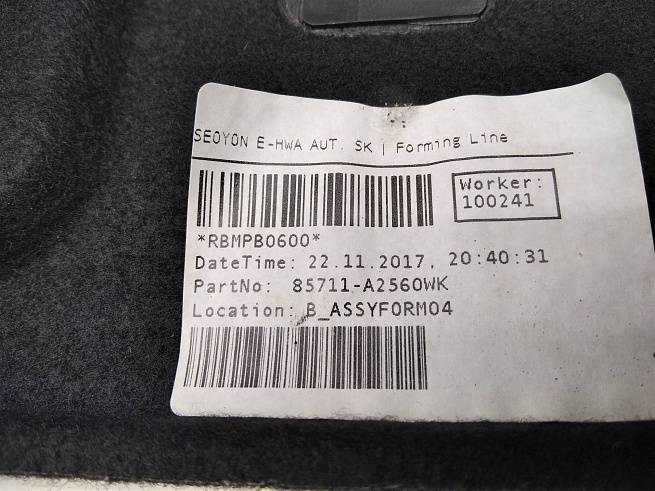 SEOYON E-HWA AUT. SK | Forming Line
Worker:
100241
*RBMPB0600*
DateTime: 22.11.2017, 20:40:31
PartNo: 85711-A2560WK
Location: B_ASSYFORM04